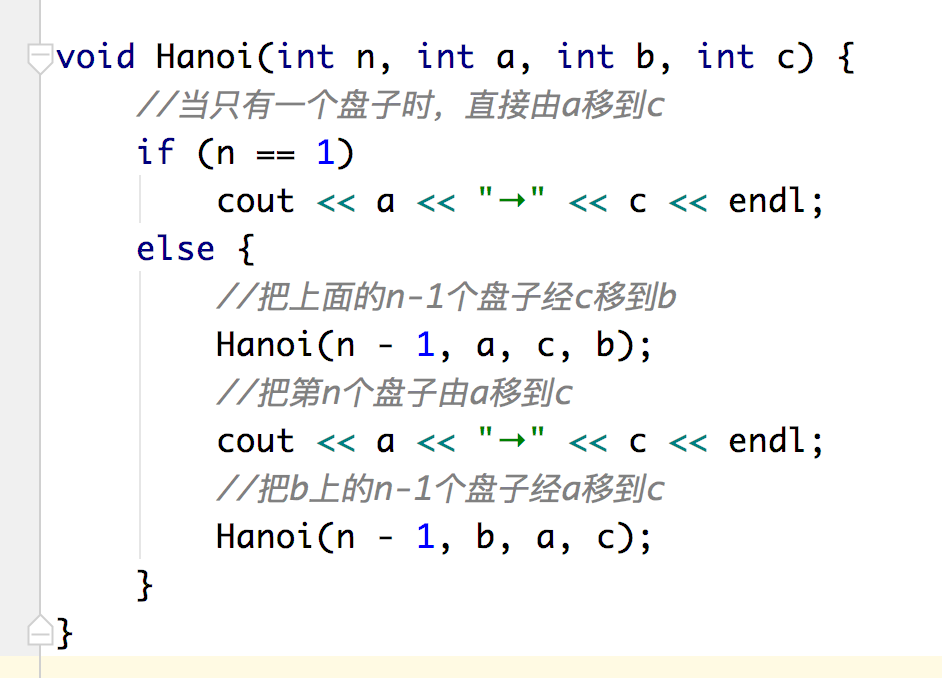 void Hanoi(int n, int a, int b, int c) {
//当只有一个盘子时，直接由a移到c
if (n == 1)
cout << a << "→" << c << endl;
else {
//把上面的n-1个盘子经c移到b
Hanoi(n - 1, a, c, b);
//把第n个盘子由a移到c
cout << a << "→" << c << endl;
//把b上的n-1个盘子经a移到c
Hanoi(n - 1, b, a, c);
}
}